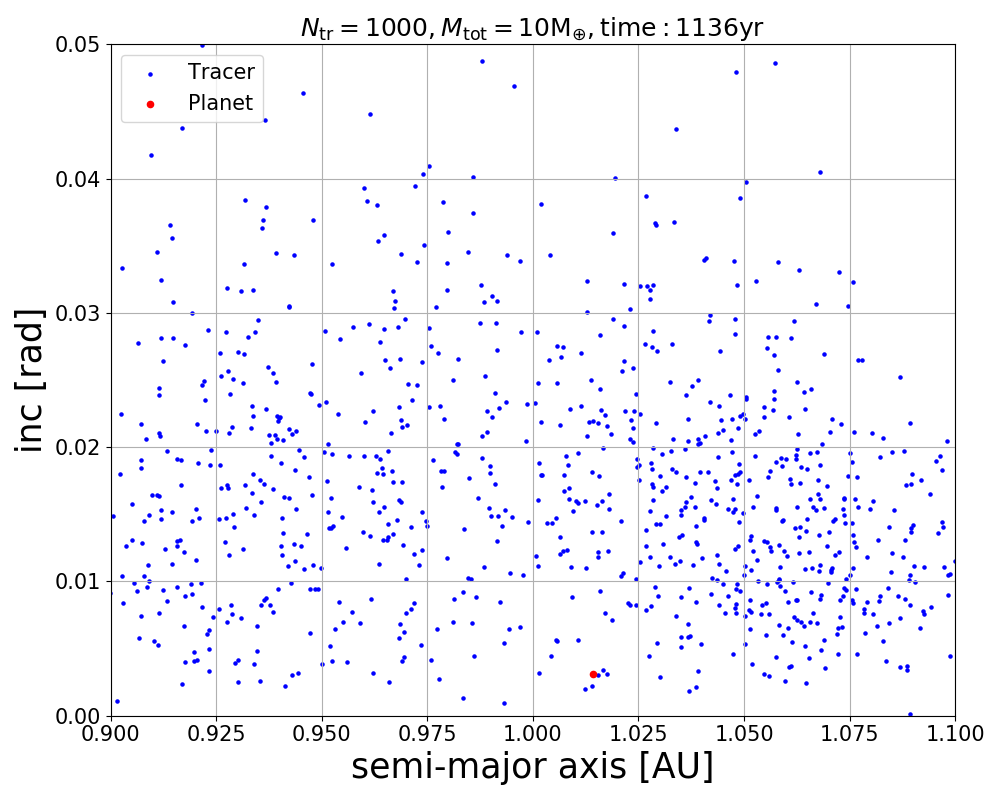 N_tr = 1000, M_tot = 10M_⊕, time : 1136yr
Tracer
Planet
0.05
0.04
0.03
0.02
0.01
0.00
inc [rad]
0.900 0.925 0.950 0.975 1.000 1.025 1.050 1.075 1.100
semi-major axis [AU]